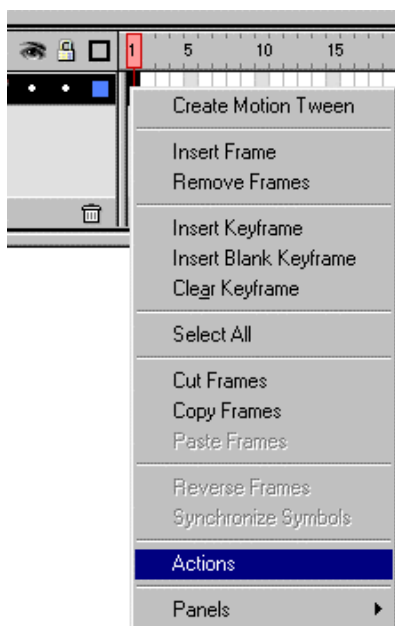 1 5 10 15
Create Motion Tween
Insert Frame
Remove Frames
Insert Keyframe
Insert Blank Keyframe
Clear Keyframe
Select All
Cut Frames
Copy Frames
Paste Frames
Reverse Frames
Synchronize Symbols
Actions
Panels